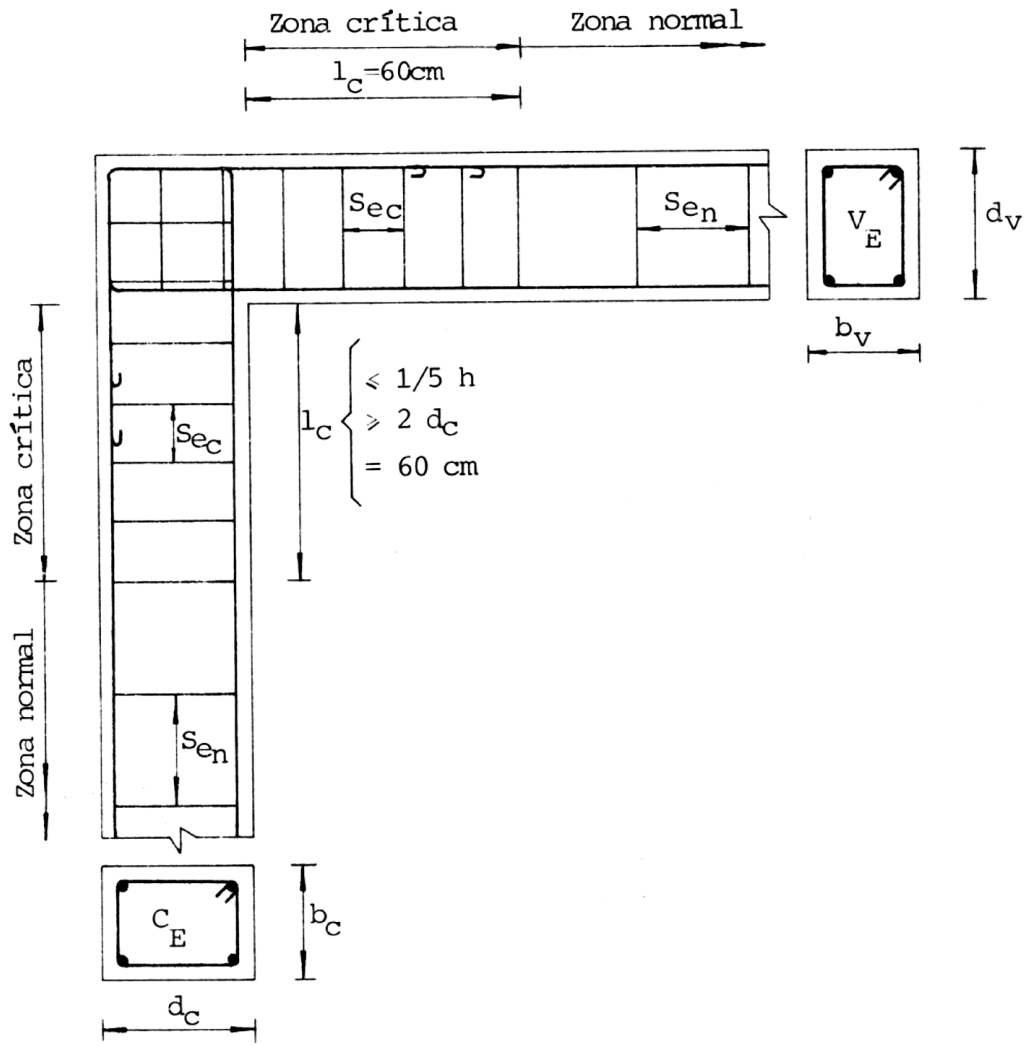 Zona crítica Zona normal
l_c=60cm
S_ec S_en
V_E
d_v
b_v
l_c
≤ 1/5 h
≥ 2 d_c
= 60 cm
Zona crítica
S_ec
Zona normal
S_en
C_E
b_c
d_c